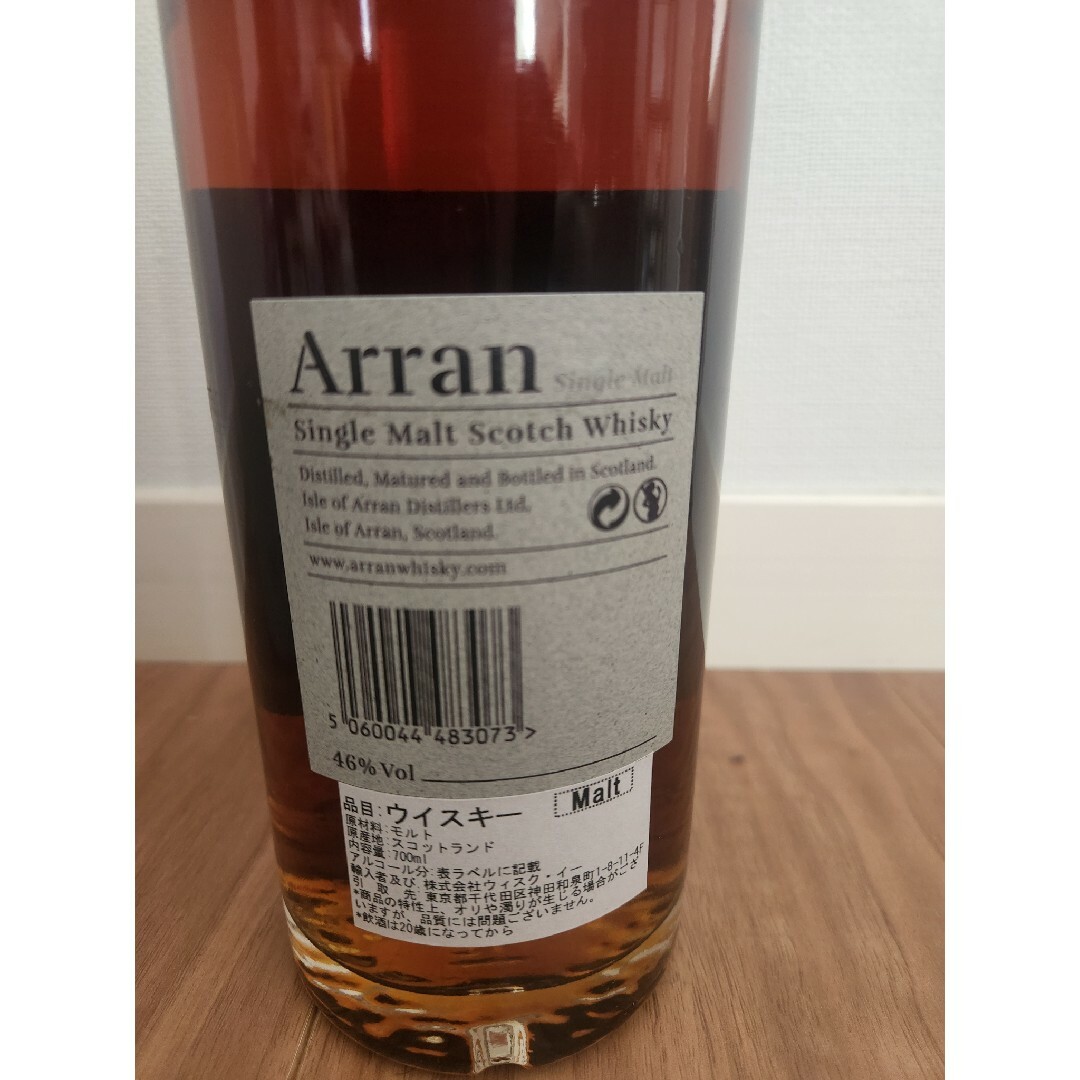 Arran Single Malt
Single Malt Scotch Whisky
Distilled, Matured and Bottled in Scotland.
Isle of Arran Distillers Ltd.
Isle of Arran, Scotland.
www.arranwhisky.com
5 060044 483073 >
46% Vol
品目:ウイスキー Malt
原材料:モルト
原産地:スコットランド
内容量:700ml
アルコール分:表ラベルに記載
輸入者及び 株式会社ウィスク・イー
引取先 東京都千代田区神田和泉町1-8-11-4F
*商品の特性上、オリや濁りが生じる場合がござ
いますが、品質には問題ございません。
*飲酒は20歳になってから